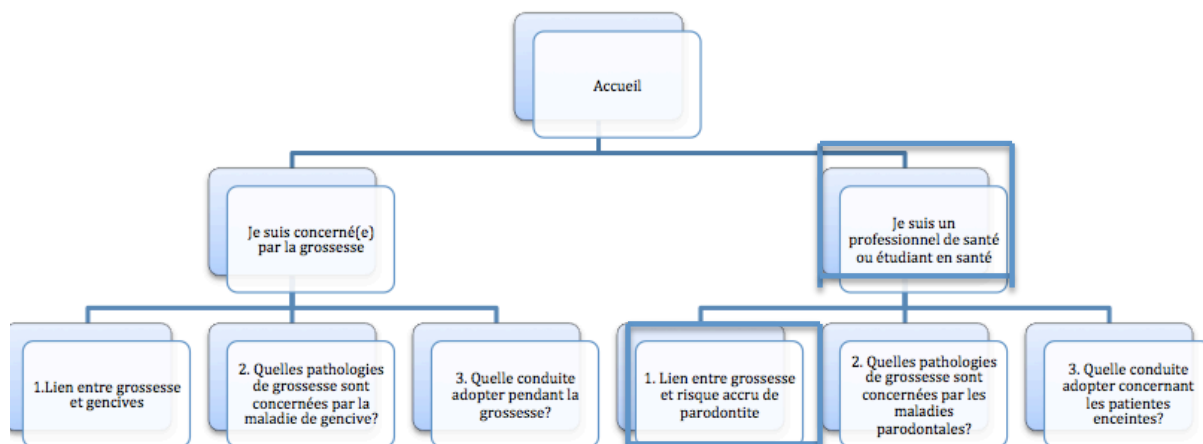 Accueil
Je suis concerné(e)
par la grossesse
Je suis un
professionnel de santé
ou étudiant en santé
1.Lien entre grossesse
et gencives
2. Quelles pathologies
de grossesse sont
concernées par la
maladie de gencive?
3. Quelle conduite
adopter pendant la
grossesse?
1. Lien entre grossesse
et risque accru de
parodontite
2. Quelles pathologies
de grossesse sont
concernées par les
maladies
parodontales?
3. Quelle conduite
adopter concernant
les patientes
enceintes?